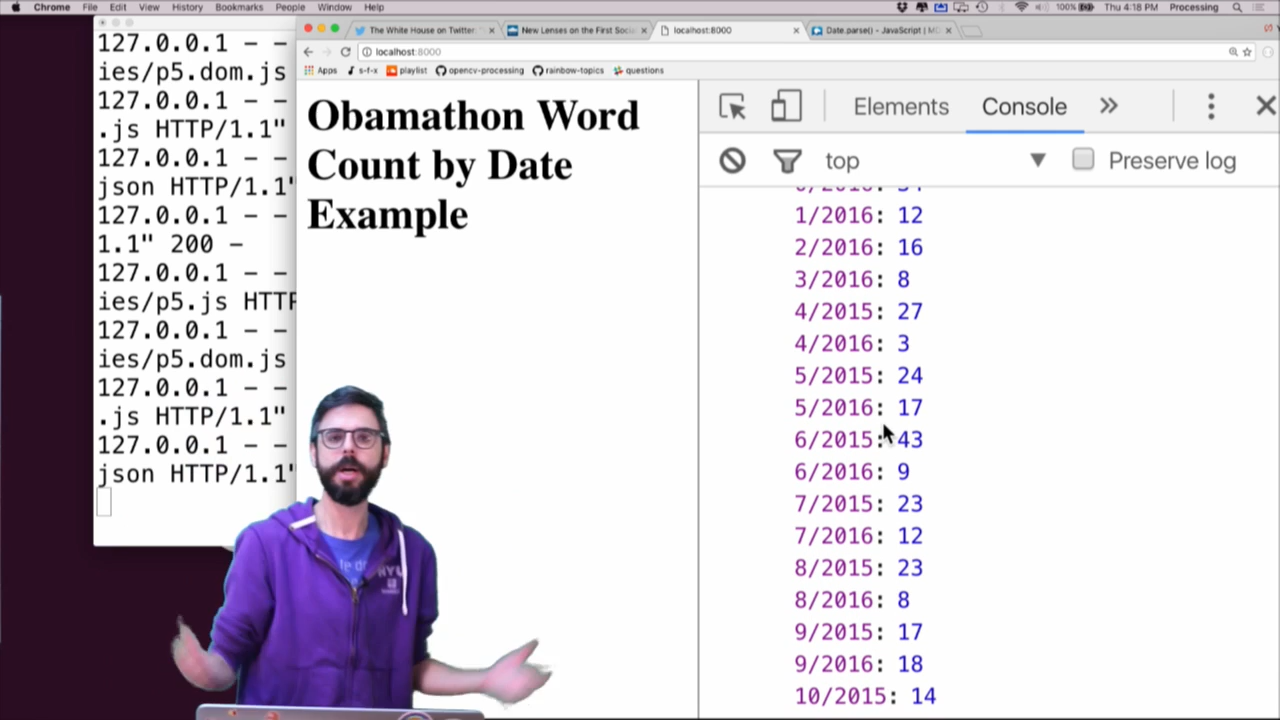 Chrome File Edit View History Bookmarks People Window Help 100% Thu 4:18 PM Processing
The White House on Twitter: New Lenses on the First Socia localhost:8000 Date.parse() - JavaScript | M
localhost:8000
Apps s-f-x playlist opencv-processing rainbow-topics questions
127.0.0.1 - -
ies/p5.dom.js
127.0.0.1 - -
.js HTTP/1.1"
127.0.0.1 - -
json HTTP/1.1"
127.0.0.1 - -
1.1" 200 -
127.0.0.1 - -
ies/p5.js HTTP
127.0.0.1 - -
ies/p5.dom.js
127.0.0.1 - -
.js HTTP/1.1"
127.0.0.1 - -
json HTTP/1.1"
Obamathon Word
Count by Date
Example
Elements Console
top Preserve log
1/2016: 12
2/2016: 16
3/2016: 8
4/2015: 27
4/2016: 3
5/2015: 24
5/2016: 17
6/2015: 43
6/2016: 9
7/2015: 23
7/2016: 12
8/2015: 23
8/2016: 8
9/2015: 17
9/2016: 18
10/2015: 14
NYU